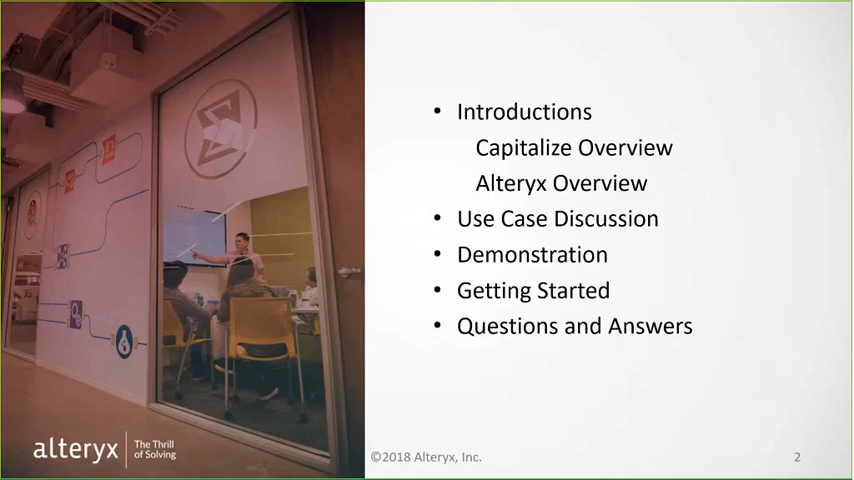 • Introductions
Capitalize Overview
Alteryx Overview
• Use Case Discussion
• Demonstration
• Getting Started
• Questions and Answers
alteryx
The Thrill
of Solving
©2018 Alteryx, Inc.
2